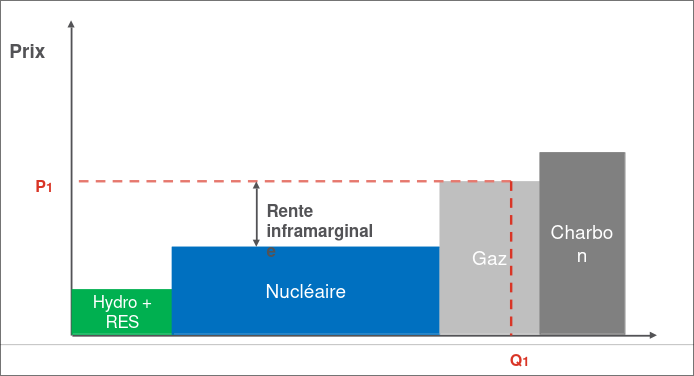 Prix
P1
Rente
inframarginal
e
Hydro +
RES
Nucléaire
Gaz
Charbo
n
Q1